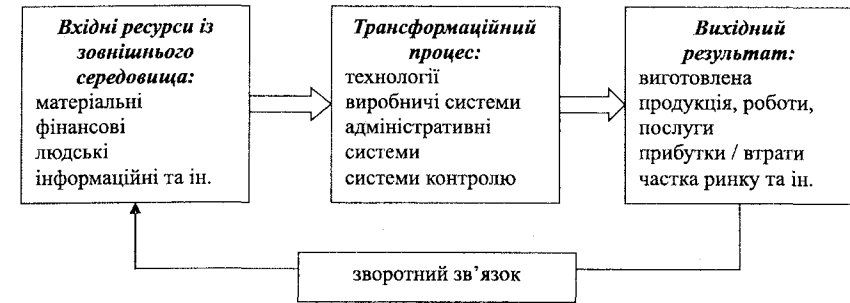 Вхідні ресурси із
зовнішнього
середовища:
матеріальні
фінансові
людські
інформаційні та ін.
Трансформаційний
процес:
технології
виробничі системи
адміністративні
системи
системи контролю
Вихідний
результат:
виготовлена
продукція, роботи,
послуги
прибутки / втрати
частка ринку та ін.
зворотний зв’язок